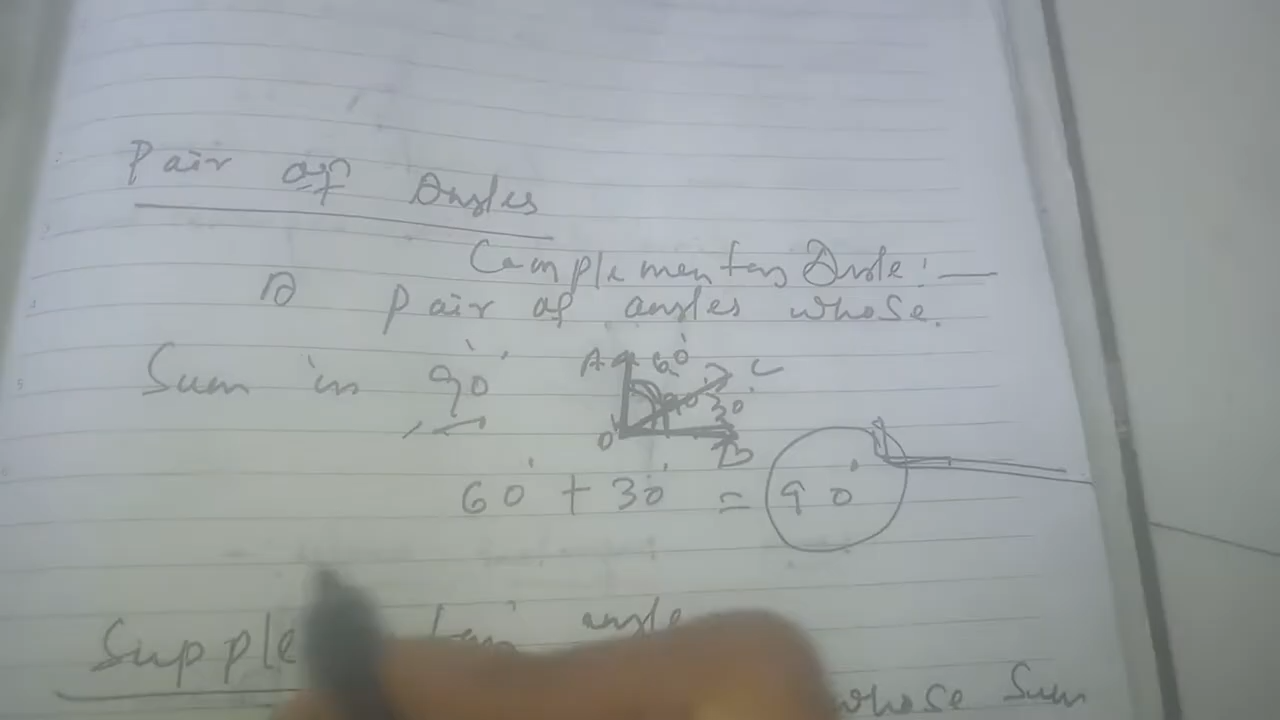 Pair of Angles
Complementary Angle:—
A pair of angles whose
Sum is 90°
A 60° C
90° 30°
O B
60° + 30° = 90°
angle
whose Sum